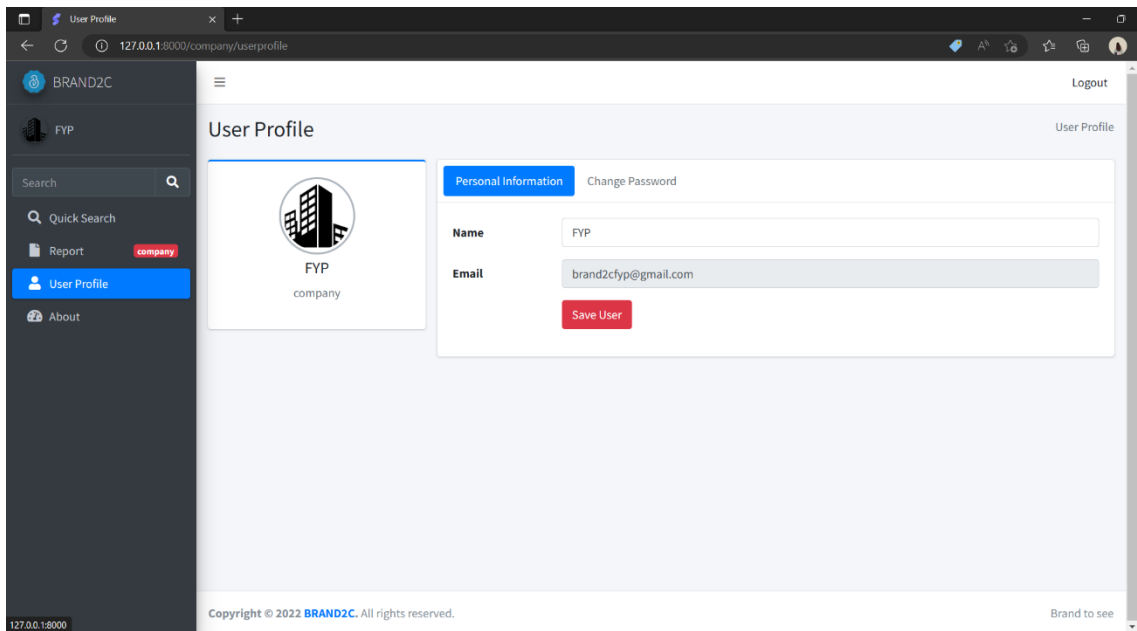 User Profile
127.0.0.1:8000/company/userprofile
BRAND2C
Logout
FYP
User Profile
User Profile
Search
Personal Information
Change Password
Quick Search
Name
FYP
Report
company
FYP
Email
brand2cfyp@gmail.com
User Profile
company
Save User
About
Copyright © 2022 BRAND2C. All rights reserved.
Brand to see
127.0.0.1:8000